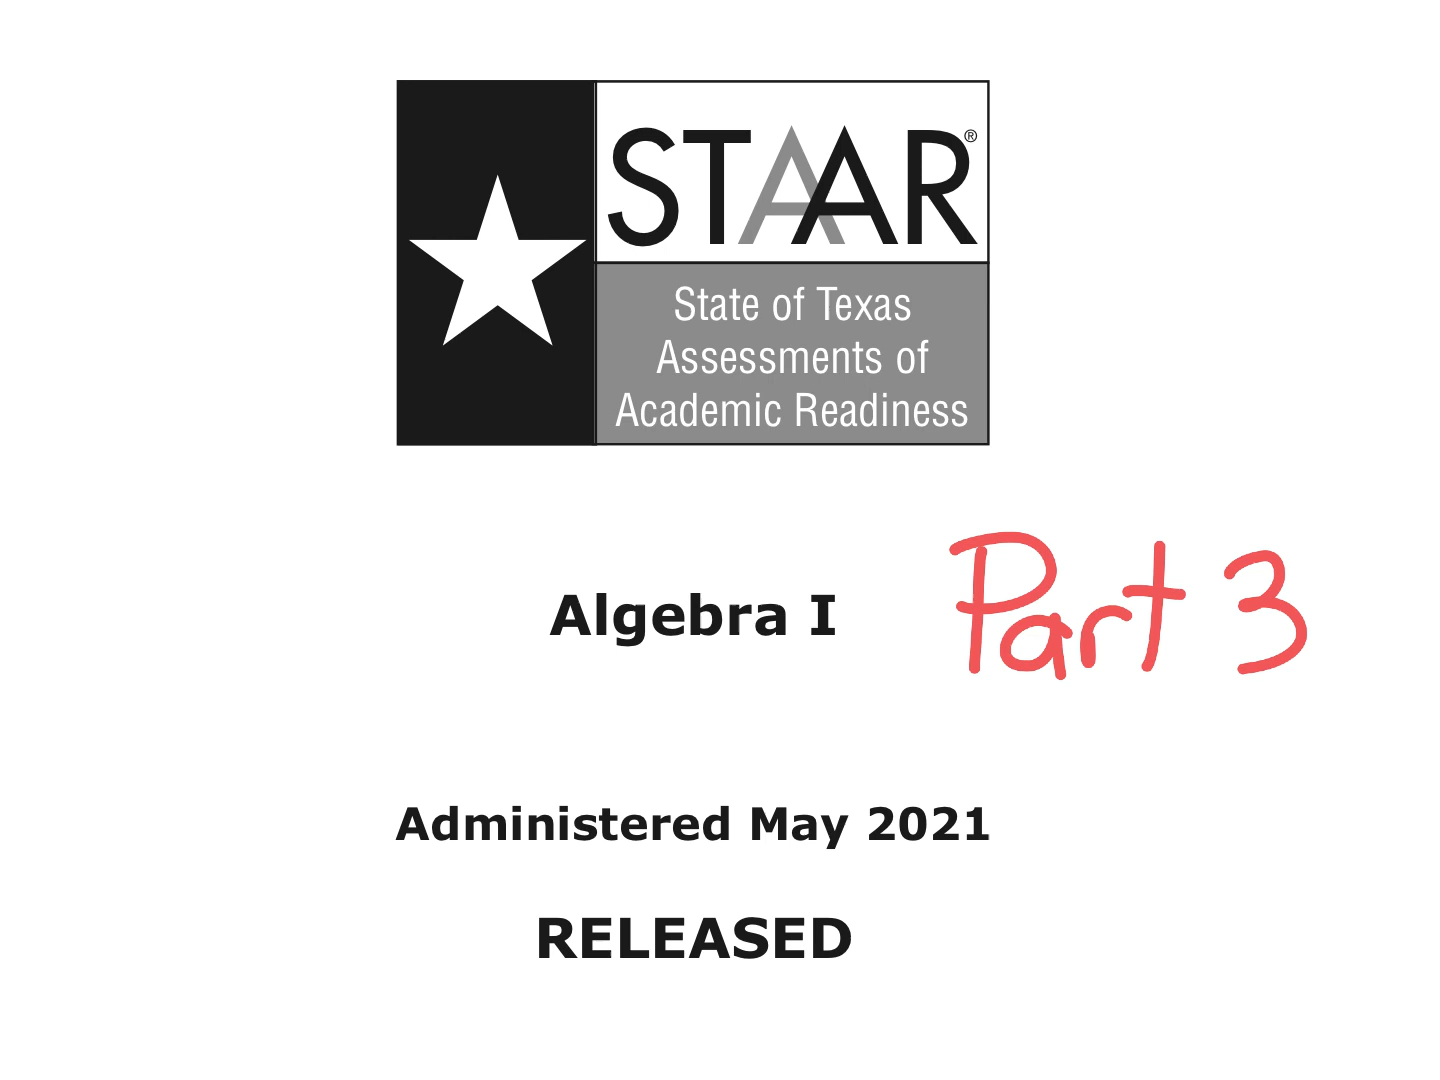 STAAR®
State of Texas
Assessments of
Academic Readiness
Algebra I Part 3
Administered May 2021
RELEASED